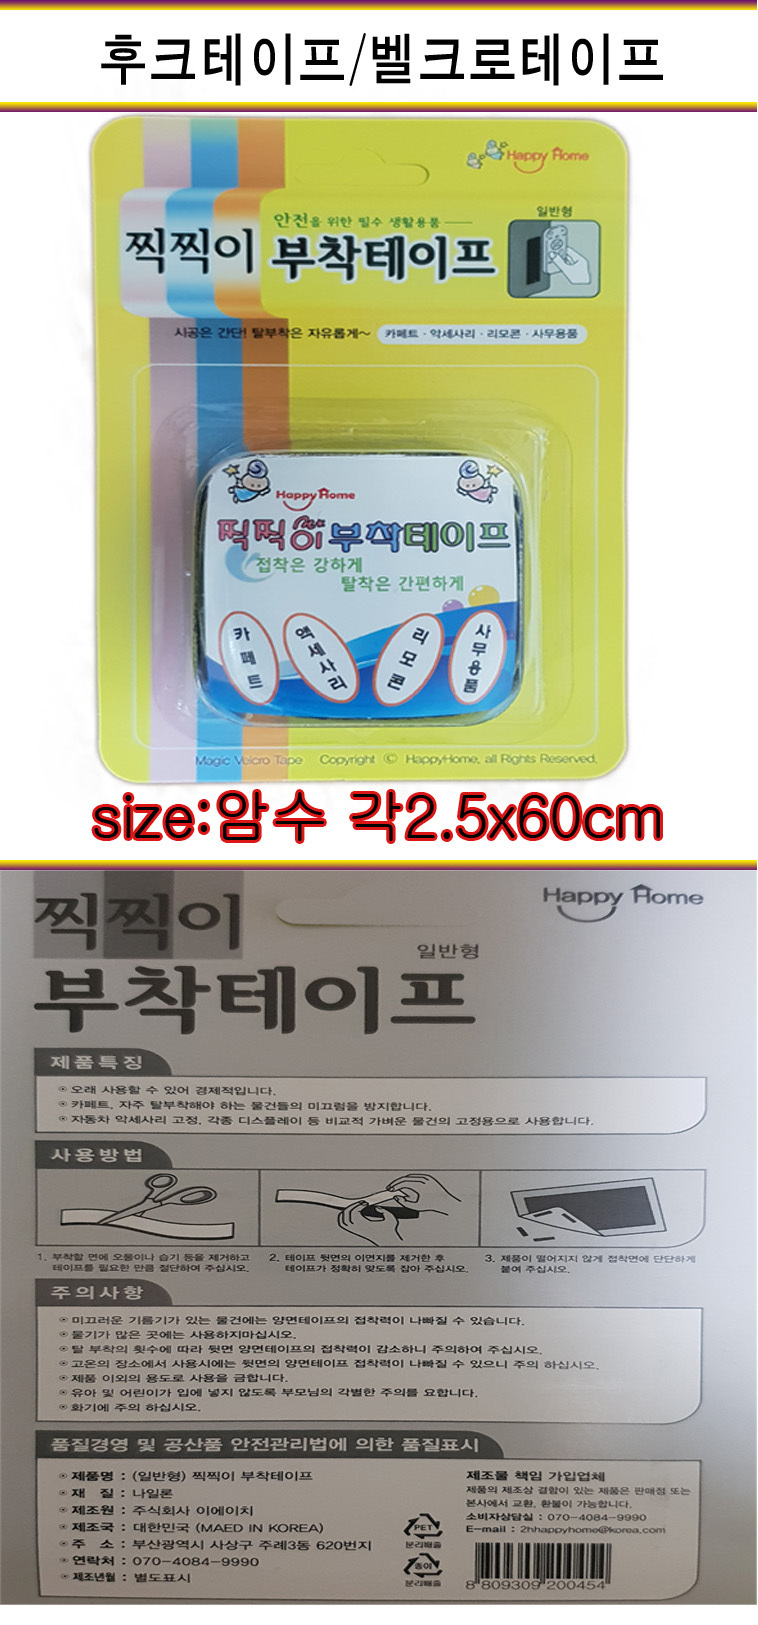 후크테이프/벨크로테이프
Happy Home
안전을 위한 필수 생활용품
일반형
찍찍이 부착테이프
시공은 간단! 탈부착은 자유롭게~ 카페트 · 악세사리 · 리모콘 · 사무용품
Happy Home
찍찍이 부착테이프
접착은 강하게
탈착은 간편하게
카페트
액세사리
리모콘
사무용품
Magic Velcro Tape Copyright © HappyHome, all Rights Reserved.
size:암수 각2.5x60cm
찍찍이
Happy Home
일반형
부착테이프
제품특징
⊙ 오래 사용할 수 있어 경제적입니다.
⊙ 카페트, 자주 탈부착해야 하는 물건들의 미끄럼을 방지합니다.
⊙ 자동차 악세사리 고정, 각종 디스플레이 등 비교적 가벼운 물건의 고정용으로 사용합니다.
사용방법
1. 부착할 면에 오물이나 습기 등을 제거하고
테이프를 필요한 만큼 절단하여 주십시오.
2. 테이프 뒷면의 이면지를 제거한 후
테이프가 정확히 맞도록 잡아 주십시오.
3. 제품이 떨어지지 않게 접착면에 단단하게
붙여 주십시오.
주의사항
⊙ 미끄러운 기름기가 있는 물건에는 양면테이프의 접착력이 나빠질 수 있습니다.
⊙ 물기가 많은 곳에는 사용하지마십시오.
⊙ 탈 부착의 횟수에 따라 뒷면 양면테이프의 접착력이 감소하니 주의하여 주십시오.
⊙ 고온의 장소에서 사용시에는 뒷면의 양면테이프 접착력이 나빠질 수 있으니 주의 하십시오.
⊙ 제품 이외의 용도로 사용을 금합니다.
⊙ 유아 및 어린이가 입에 넣지 않도록 부모님의 각별한 주의를 요합니다.
⊙ 화기에 주의 하십시오.
품질경영 및 공산품 안전관리법에 의한 품질표시
⊙ 제품명 : (일반형) 찍찍이 부착테이프
⊙ 재 질 : 나일론
⊙ 제조원 : 주식회사 이에이치
⊙ 제조국 : 대한민국 (MAED IN KOREA)
⊙ 주 소 : 부산광역시 사상구 주례3동 620번지
⊙ 연락처 : 070-4084-9990
⊙ 제조년월 : 별도표시
PET
분리배출
종이
분리배출
제조물 책임 가입업체
제품의 제조상 결함이 있는 제품은 판매점 또는
본사에서 교환, 환불이 가능합니다.
소비자상담실 : 070-4084-9990
E-mail : 2hhappyhome@korea.com
8 809309 200454